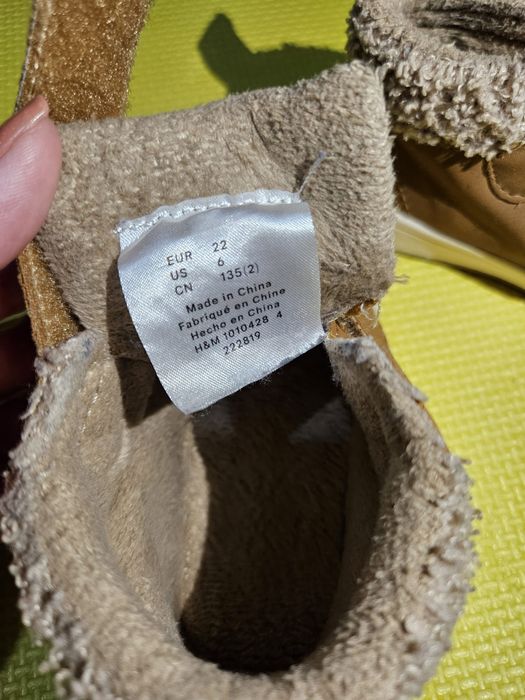 EUR 22
US 6
CN 135(2)
Made in China
Fabriqué en Chine
Hecho en China
H&M 1010428 4
222819